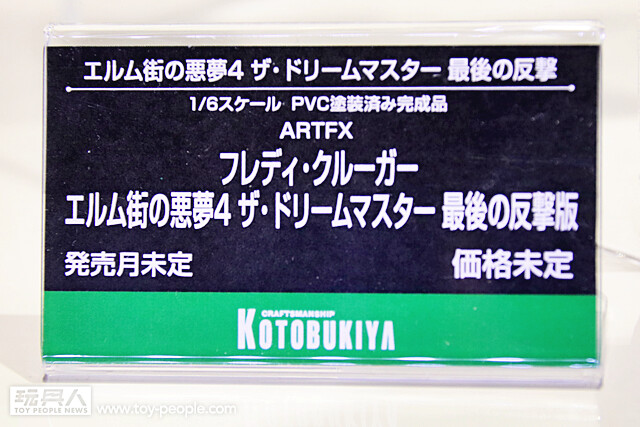 エルム街の悪夢4 ザ・ドリームマスター 最後の反撃
1/6スケール PVC塗装済み完成品
ARTFX
フレディ・クルーガー
エルム街の悪夢4 ザ・ドリームマスター 最後の反撃版
発売月未定 価格未定
CRAFTSMANSHIP
KOTOBUKIYA
玩具人
TOY PEOPLE NEWS www.toy-people.com